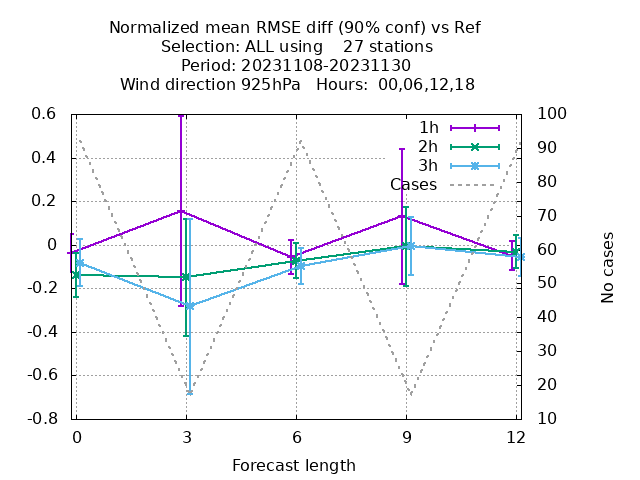 Normalized mean RMSE diff (90% conf) vs Ref
Selection: ALL using    27 stations
Period: 20231108-20231130
Wind direction 925hPa   Hours:  00,06,12,18
0.6
0.4
0.2
0
-0.2
-0.4
-0.6
-0.8
1h
2h
3h
Cases
100
90
80
70
60
50
40
30
20
10
No cases
0 3 6 9 12
Forecast length